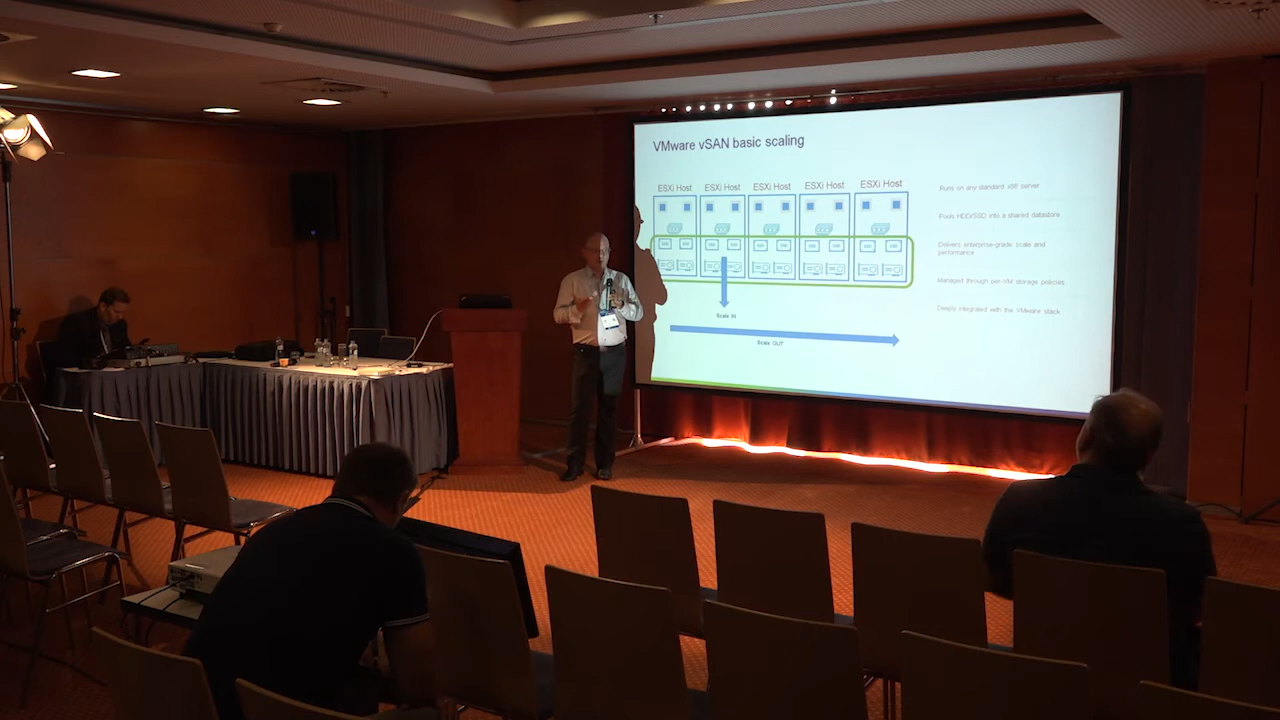 VMware vSAN basic scaling
ESXi Host ESXi Host ESXi Host ESXi Host ESXi Host
Runs on any standard x86 server
Pools HDD/SSD into a shared datastore
Delivers enterprise-grade scale and
performance
Managed through per-VM storage policies
Deeply integrated with the VMware stack
Scale IN
Scale OUT